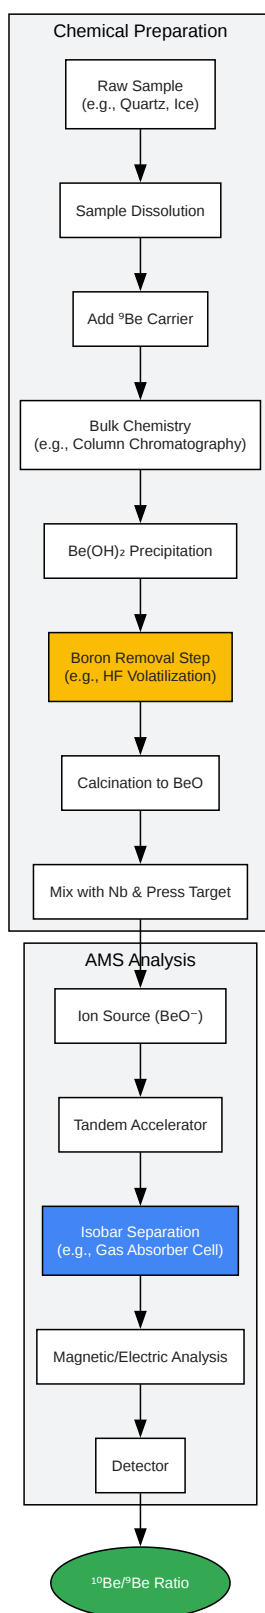 Chemical Preparation
Raw Sample
(e.g., Quartz, Ice)
Sample Dissolution
Add ⁹Be Carrier
Bulk Chemistry
(e.g., Column Chromatography)
Be(OH)₂ Precipitation
Boron Removal Step
(e.g., HF Volatilization)
Calcination to BeO
Mix with Nb & Press Target
AMS Analysis
Ion Source (BeO⁻)
Tandem Accelerator
Isobar Separation
(e.g., Gas Absorber Cell)
Magnetic/Electric Analysis
Detector
¹⁰Be/⁹Be Ratio